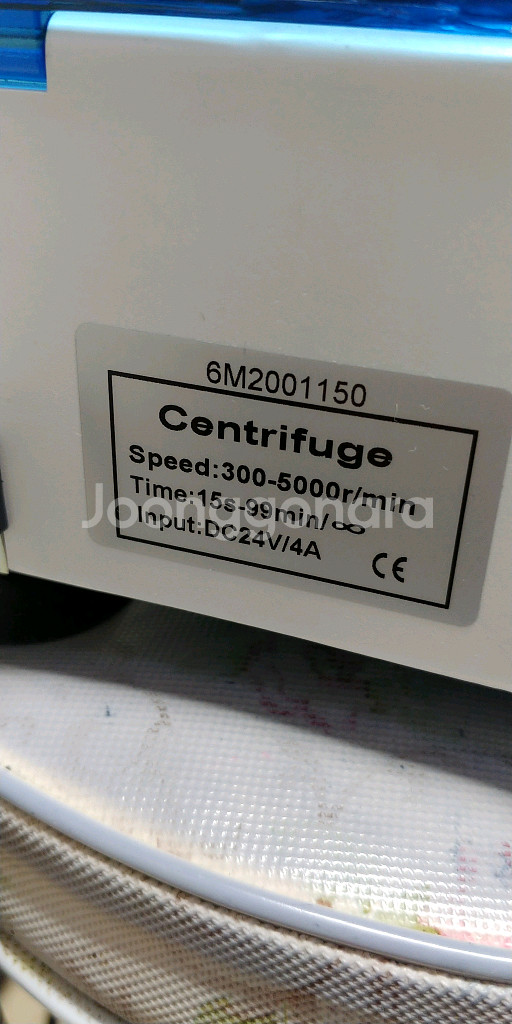 6M2001150
Centrifuge
Speed:300-5000r/min
Time:15s-99min/∞
Input:DC24V/4A
CE
Joonggonara